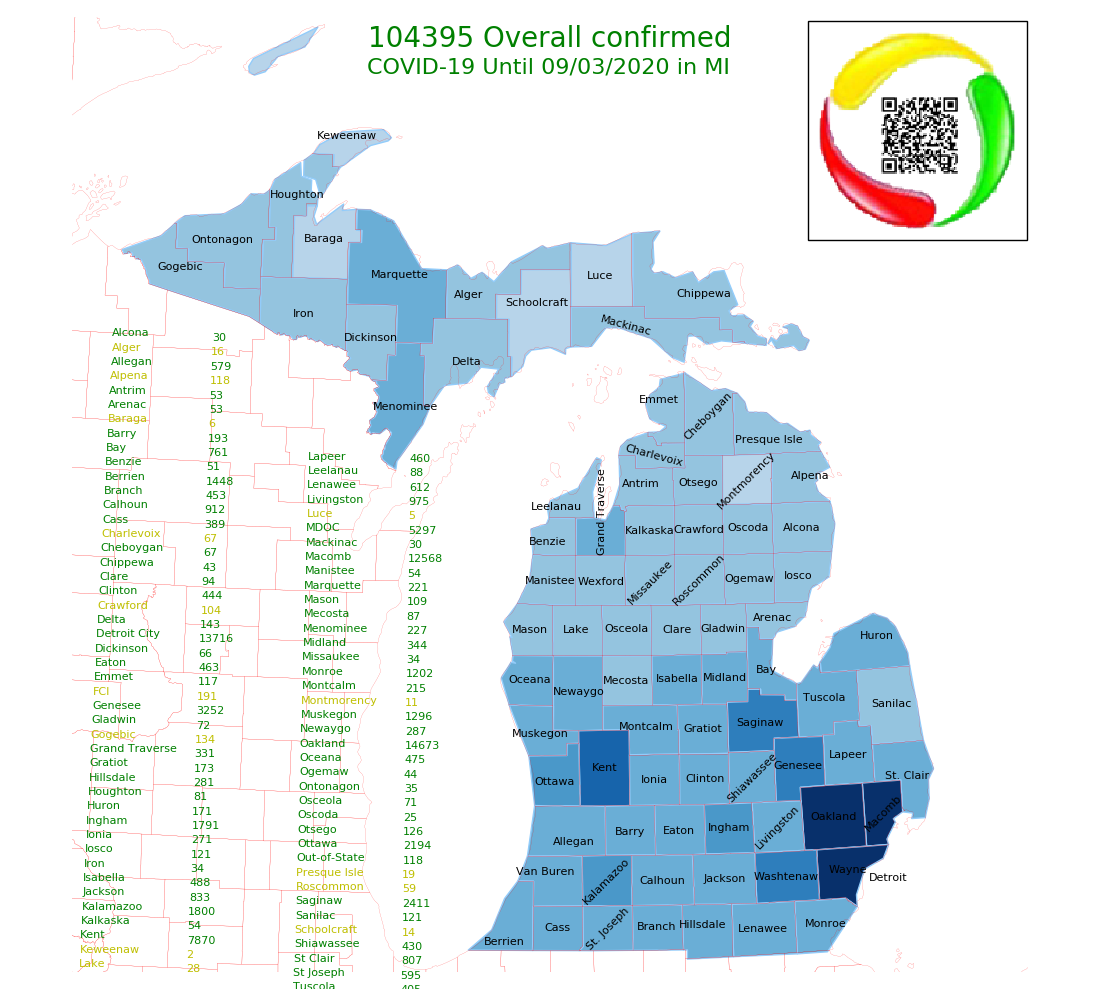 104395 Overall confirmed
COVID-19 Until 09/03/2020 in MI
Keweenaw
Houghton
Ontonagon
Baraga
Gogebic
Marquette
Iron
Alger
Luce
Schoolcraft
Chippewa
Mackinac
Dickinson
Delta
Menominee
Emmet
Cheboygan
Presque Isle
Charlevoix
Antrim
Otsego
Montmorency
Alpena
Leelanau
Grand Traverse
Benzie
Kalkaska
Crawford
Oscoda
Alcona
Manistee
Wexford
Missaukee
Roscommon
Ogemaw
Iosco
Mason
Lake
Osceola
Clare
Gladwin
Arenac
Huron
Oceana
Newaygo
Mecosta
Isabella
Midland
Bay
Tuscola
Sanilac
Muskegon
Montcalm
Gratiot
Saginaw
Ottawa
Kent
Ionia
Clinton
Shiawassee
Genesee
Lapeer
St. Clair
Allegan
Barry
Eaton
Ingham
Livingston
Oakland
Macomb
Van Buren
Kalamazoo
Calhoun
Jackson
Washtenaw
Wayne
Detroit
Berrien
Cass
St. Joseph
Branch
Hillsdale
Lenawee
Monroe
Alcona 30
Alger 16
Allegan 579
Alpena 118
Antrim 53
Arenac 53
Baraga 6
Barry 193
Bay 761
Benzie 51
Berrien 1448
Branch 453
Calhoun 912
Cass 389
Charlevoix 67
Cheboygan 67
Chippewa 43
Clare 94
Clinton 444
Crawford 104
Delta 143
Detroit City 13716
Dickinson 66
Eaton 463
Emmet 117
FCI 191
Genesee 3252
Gladwin 72
Gogebic 134
Grand Traverse 331
Gratiot 173
Hillsdale 281
Houghton 81
Huron 171
Ingham 1791
Ionia 271
Iosco 121
Iron 34
Isabella 488
Jackson 833
Kalamazoo 1800
Kalkaska 54
Kent 7870
Keweenaw 2
Lake 28
Lapeer 460
Leelanau 88
Lenawee 612
Livingston 975
Luce 5
MDOC 5297
Mackinac 30
Macomb 12568
Manistee 54
Marquette 221
Mason 109
Mecosta 87
Menominee 227
Midland 344
Missaukee 34
Monroe 1202
Montcalm 215
Montmorency 11
Muskegon 1296
Newaygo 287
Oakland 14673
Oceana 475
Ogemaw 44
Ontonagon 35
Osceola 71
Oscoda 25
Otsego 126
Ottawa 2194
Out-of-State 118
Presque Isle 19
Roscommon 59
Saginaw 2411
Sanilac 121
Schoolcraft 14
Shiawassee 430
St Clair 807
St Joseph 595
Tuscola